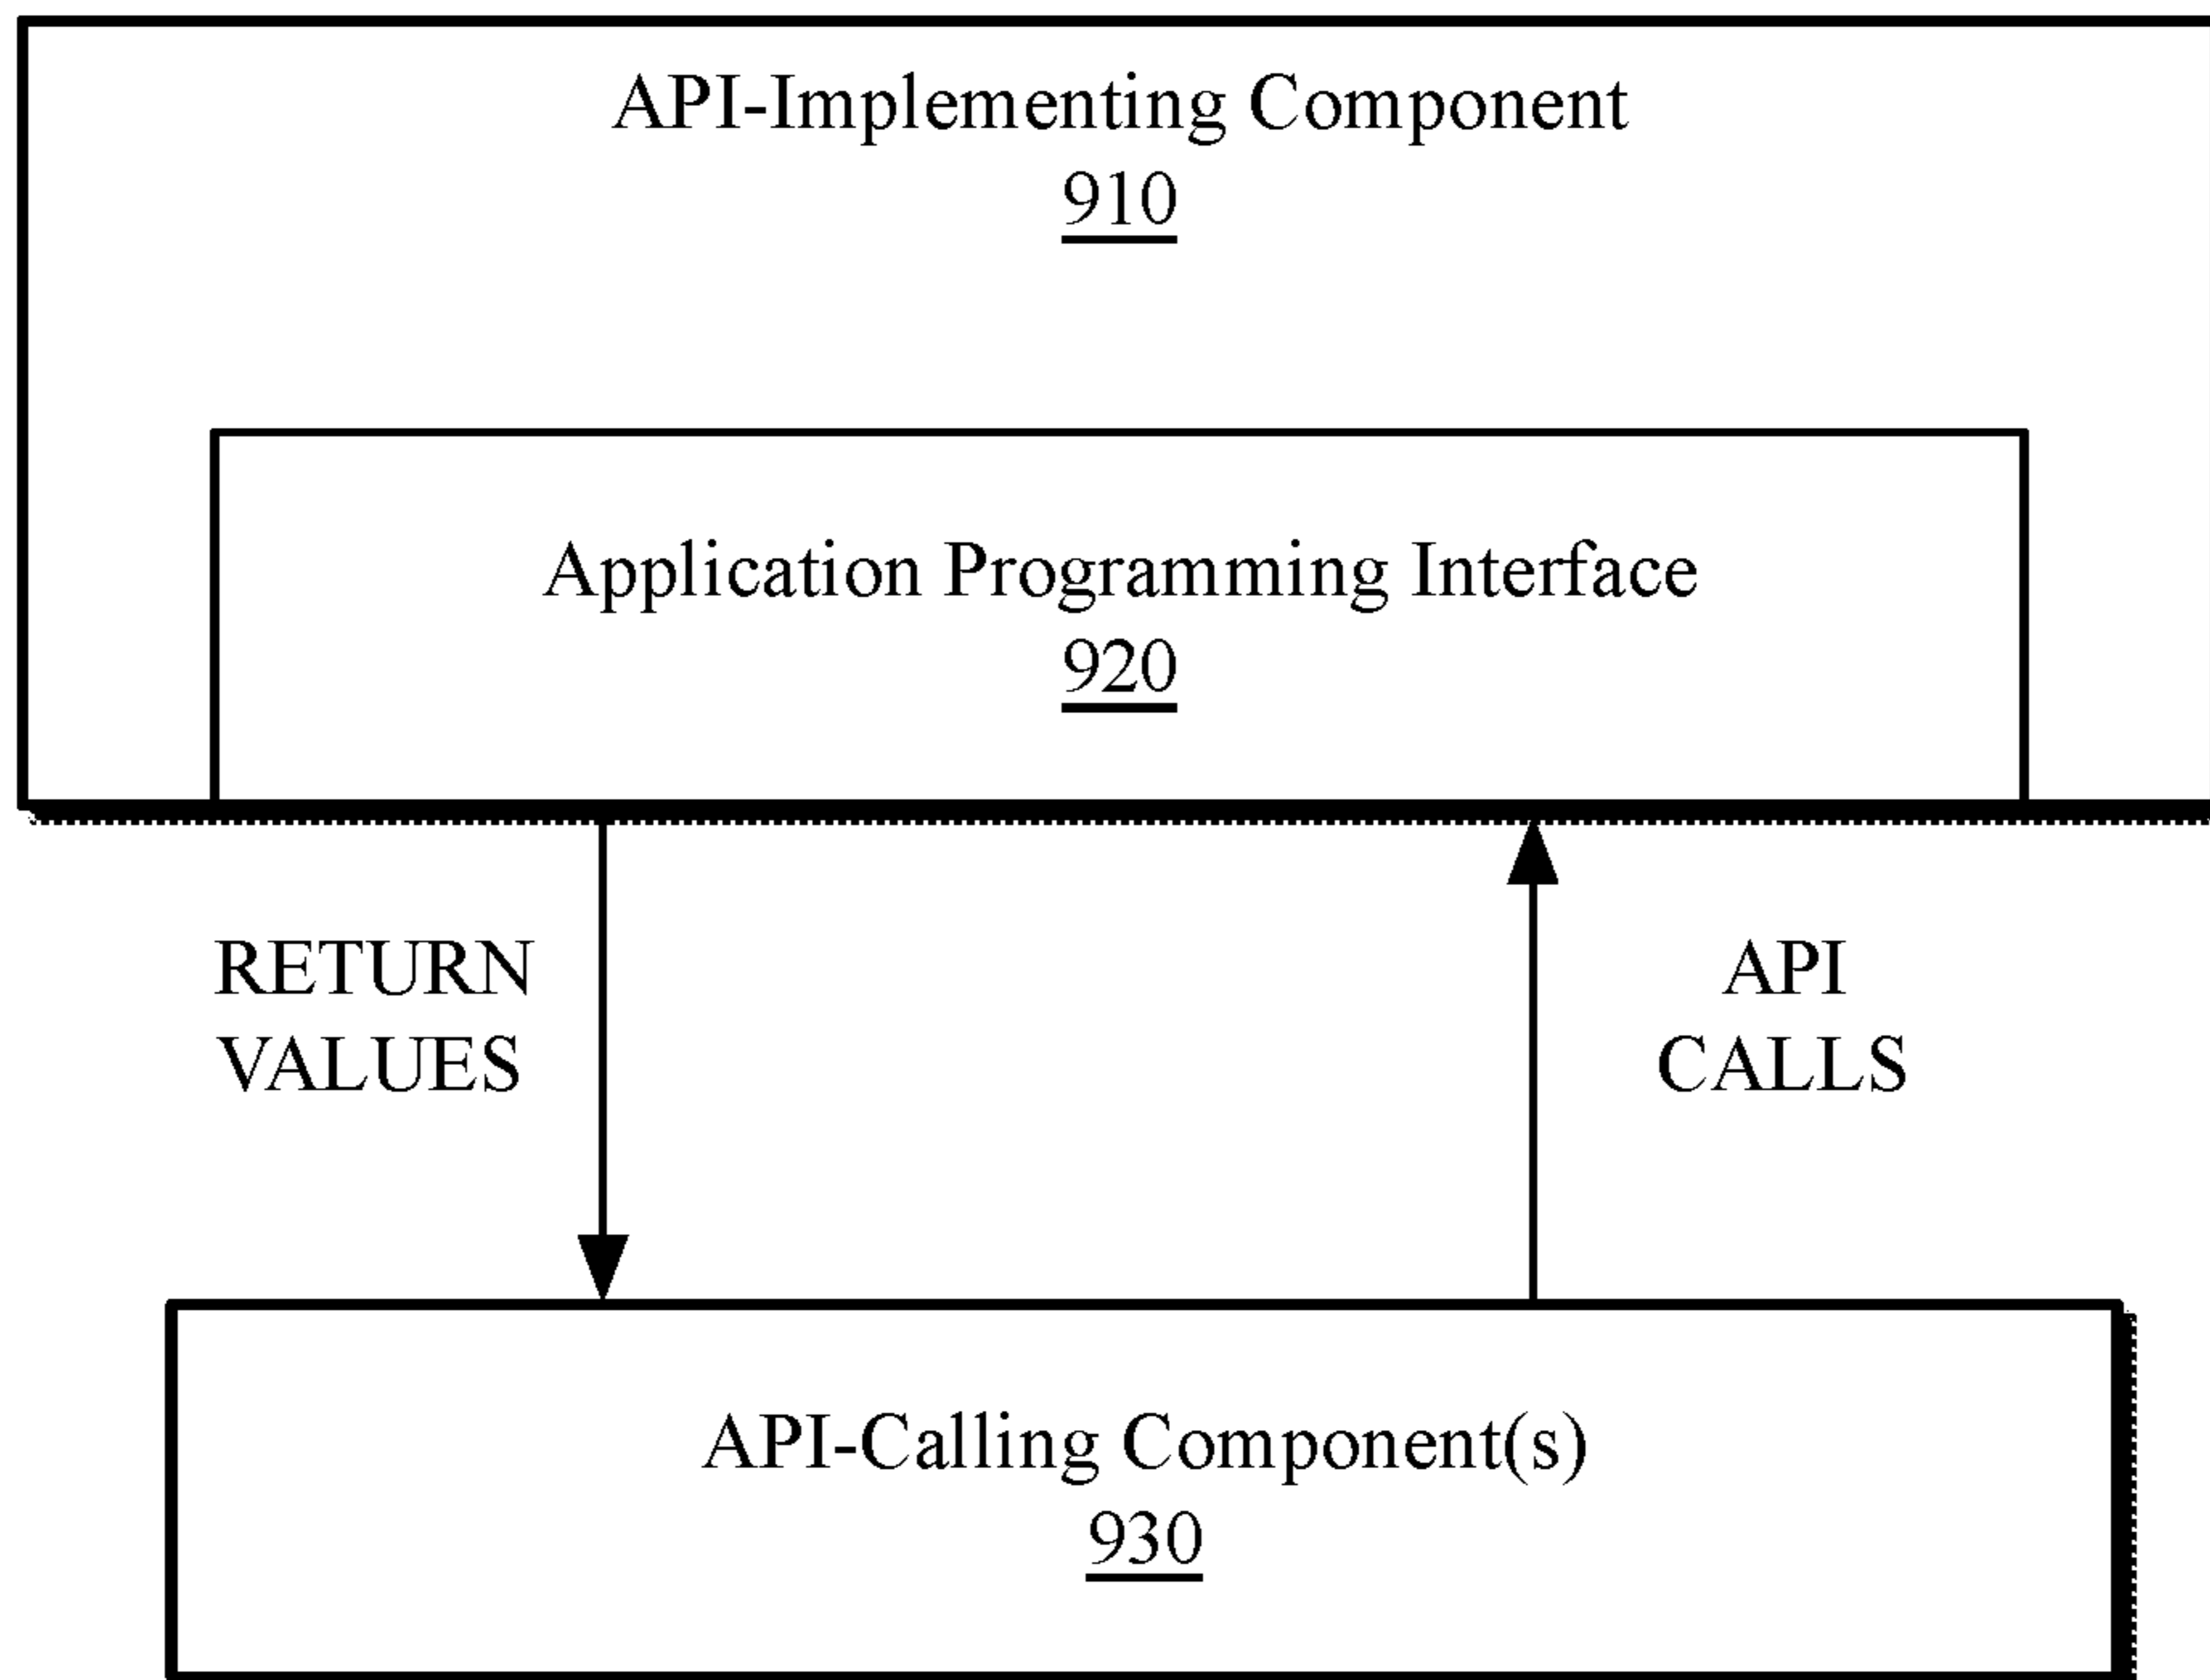 API-Implementing Component
910
Application Programming Interface
920
RETURN
VALUES
API
CALLS
API-Calling Component(s)
930